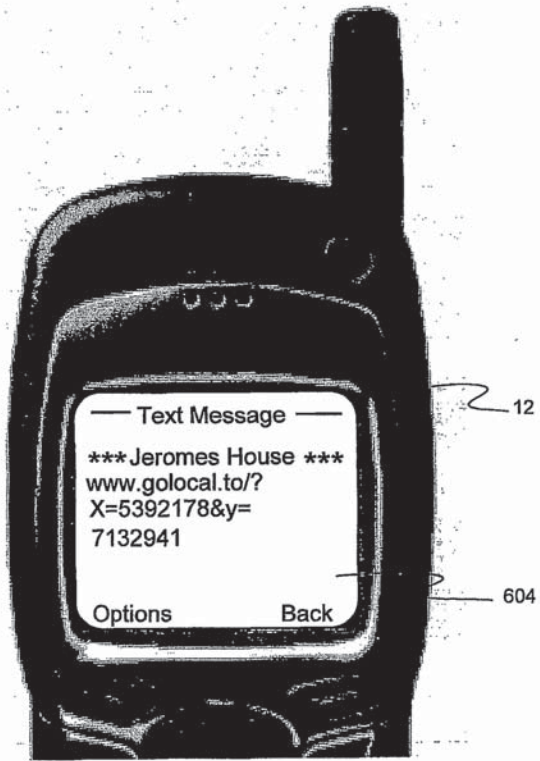 Text Message
***Jeromes House ***
www.golocal.to/?
X=5392178&y=
7132941
Options Back
12
604